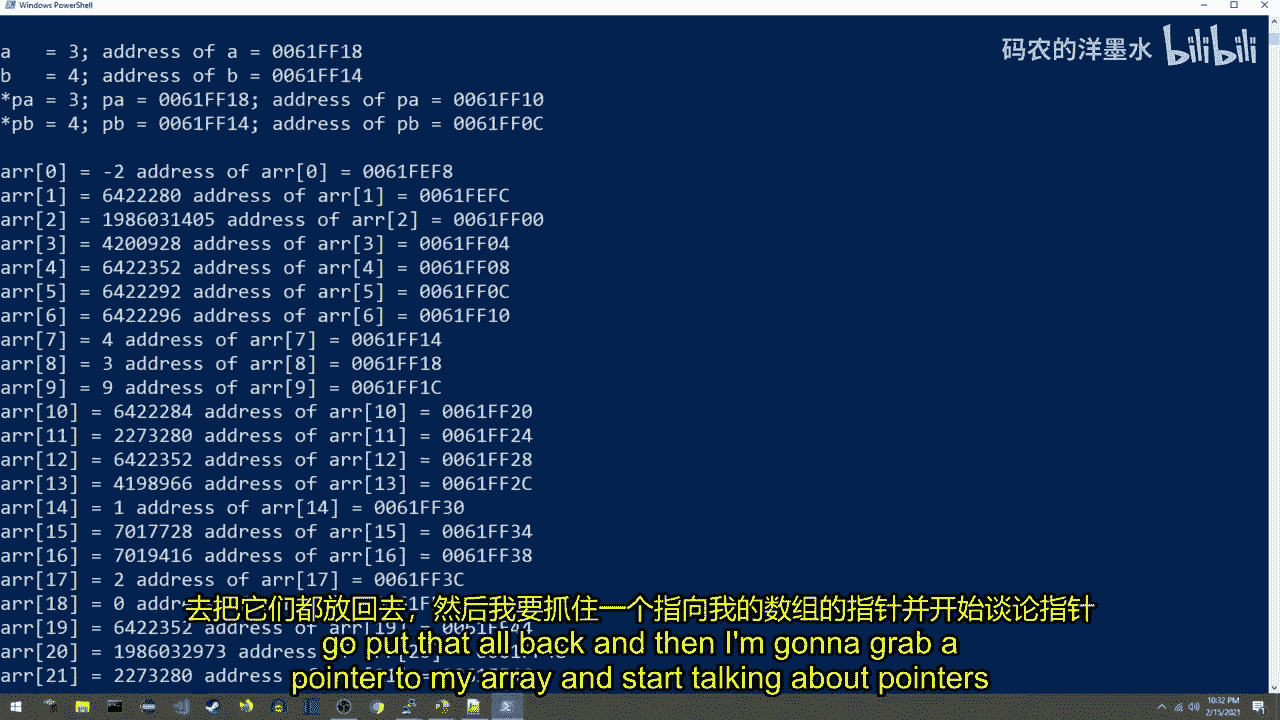 Windows PowerShell
码农的洋墨水 bilibili
a   = 3; address of a = 0061FF18
b   = 4; address of b = 0061FF14
*pa = 3; pa = 0061FF18; address of pa = 0061FF10
*pb = 4; pb = 0061FF14; address of pb = 0061FF0C
arr[0] = -2 address of arr[0] = 0061FEF8
arr[1] = 6422280 address of arr[1] = 0061FEFC
arr[2] = 1986031405 address of arr[2] = 0061FF00
arr[3] = 4200928 address of arr[3] = 0061FF04
arr[4] = 6422352 address of arr[4] = 0061FF08
arr[5] = 6422292 address of arr[5] = 0061FF0C
arr[6] = 6422296 address of arr[6] = 0061FF10
arr[7] = 4 address of arr[7] = 0061FF14
arr[8] = 3 address of arr[8] = 0061FF18
arr[9] = 9 address of arr[9] = 0061FF1C
arr[10] = 6422284 address of arr[10] = 0061FF20
arr[11] = 2273280 address of arr[11] = 0061FF24
arr[12] = 6422352 address of arr[12] = 0061FF28
arr[13] = 4198966 address of arr[13] = 0061FF2C
arr[14] = 1 address of arr[14] = 0061FF30
arr[15] = 7017728 address of arr[15] = 0061FF34
arr[16] = 7019416 address of arr[16] = 0061FF38
arr[17] = 2 address of arr[17] = 0061FF3C
arr[18] = 0
arr[19] = 6422352 address of arr[19] =
arr[20] = 1986032973
arr[21] = 2273280 address of
去把它们都放回去，然后我要抓住一个指向我的数组的指针并开始谈论指针
go put that all back and then I'm gonna grab a
pointer to my array and start talking about pointers
10:32 PM
2/15/2021